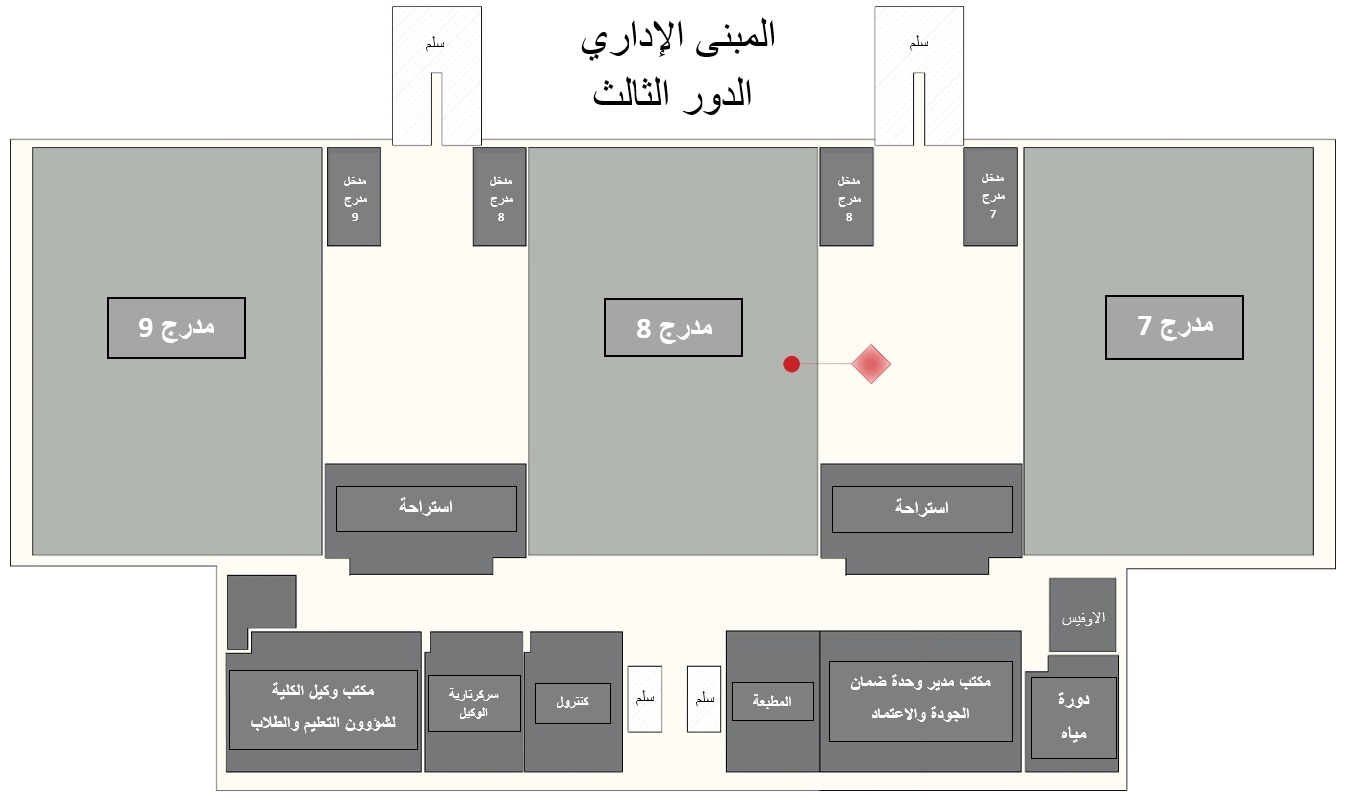 المبنى الإداري
الدور الثالث
سلم
سلم
مدخل
مدرج
7
مدخل
مدرج
8
مدخل
مدرج
8
مدخل
مدرج
9
مدرج 7
مدرج 8
مدرج 9
استراحة
استراحة
الاوفيس
دورة
مياه
مكتب مدير وحدة ضمان
الجودة والاعتماد
المطبعة
سلم
سلم
كنترول
سركرتارية
الوكيل
مكتب وكيل الكلية
لشؤوون التعليم والطلاب